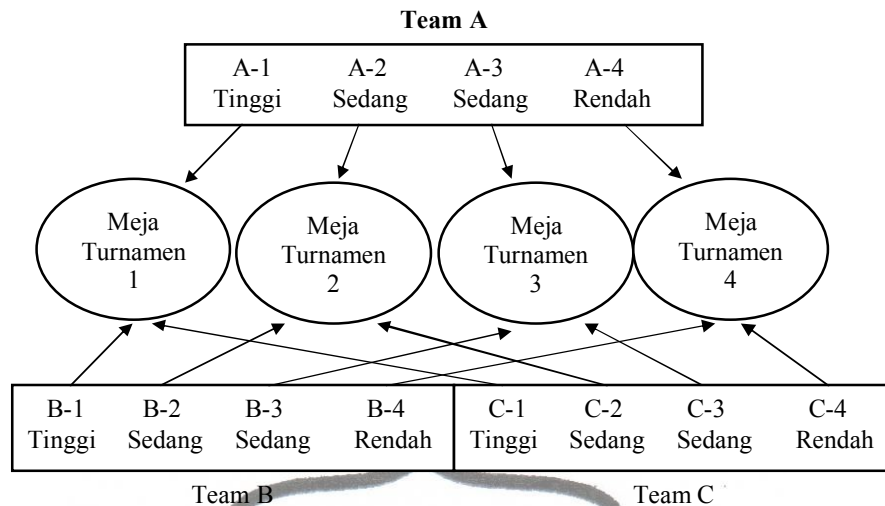 Team A
A-1 A-2 A-3 A-4
Tinggi Sedang Sedang Rendah
Meja Turnamen 1
Meja Turnamen 2
Meja Turnamen 3
Meja Turnamen 4
B-1 B-2 B-3 B-4 C-1 C-2 C-3 C-4
Tinggi Sedang Sedang Rendah Tinggi Sedang Sedang Rendah
Team B Team C